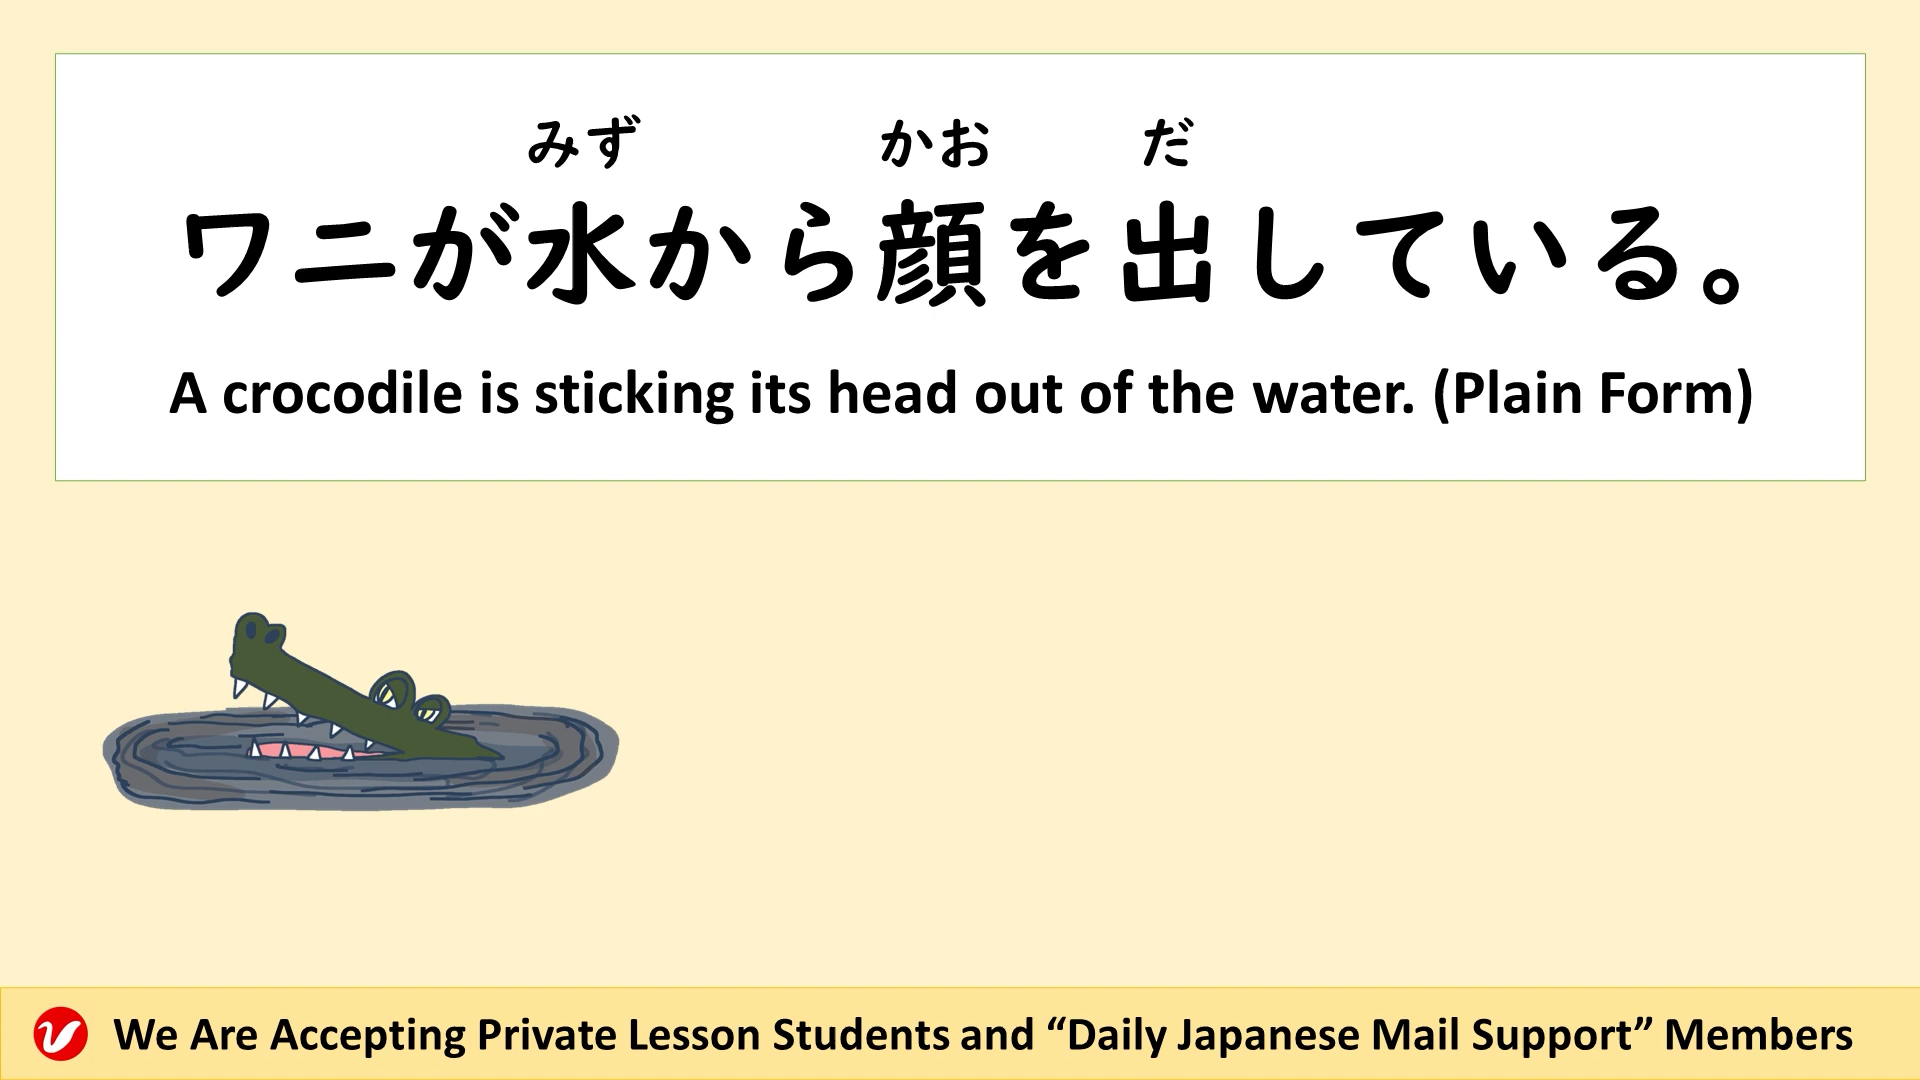 みず かお だ
ワニが水から顔を出している。
A crocodile is sticking its head out of the water. (Plain Form)
We Are Accepting Private Lesson Students and “Daily Japanese Mail Support” Members